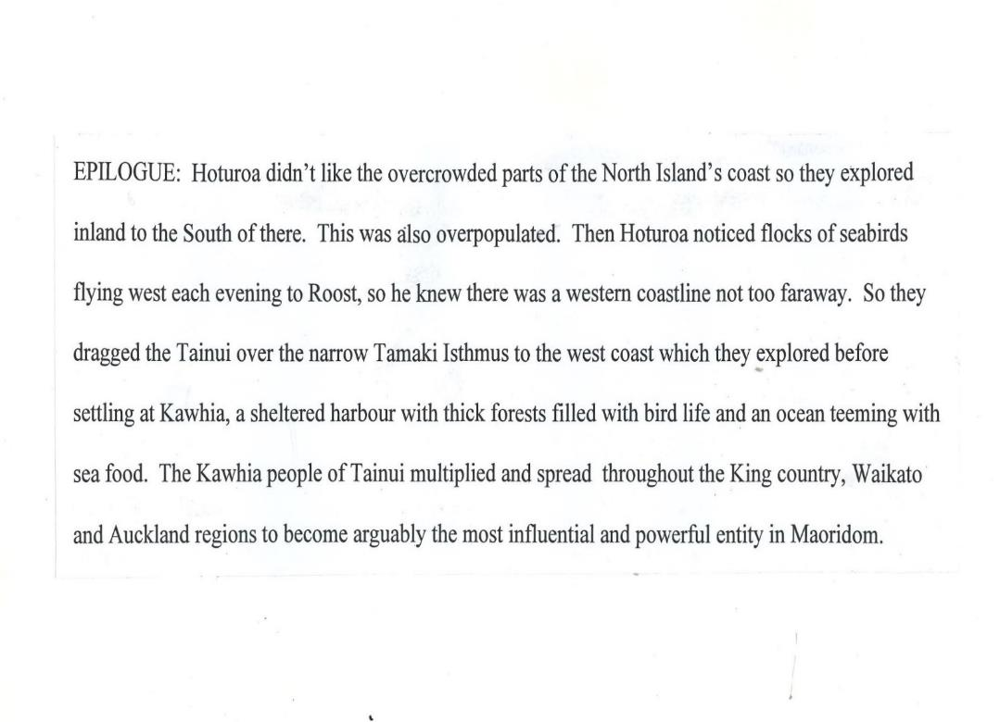 EPILOGUE:  Hoturoa didn't like the overcrowded parts of the North Island's coast so they explored
inland to the South of there.  This was also overpopulated.  Then Hoturoa noticed flocks of seabirds
flying west each evening to Roost, so he knew there was a western coastline not too faraway.  So they
dragged the Tainui over the narrow Tamaki Isthmus to the west coast which they explored before
settling at Kawhia, a sheltered harbour with thick forests filled with bird life and an ocean teeming with
sea food.  The Kawhia people of Tainui multiplied and spread  throughout the King country, Waikato
and Auckland regions to become arguably the most influential and powerful entity in Maoridom.